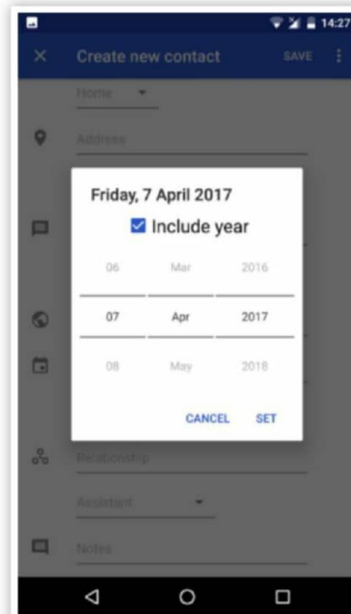 14:27
Create new contact SAVE
Home
Address
Friday, 7 April 2017
Include year
06 Mar 2016
07 Apr 2017
08 May 2018
CANCEL SET
Relationship
Assistant
Notes